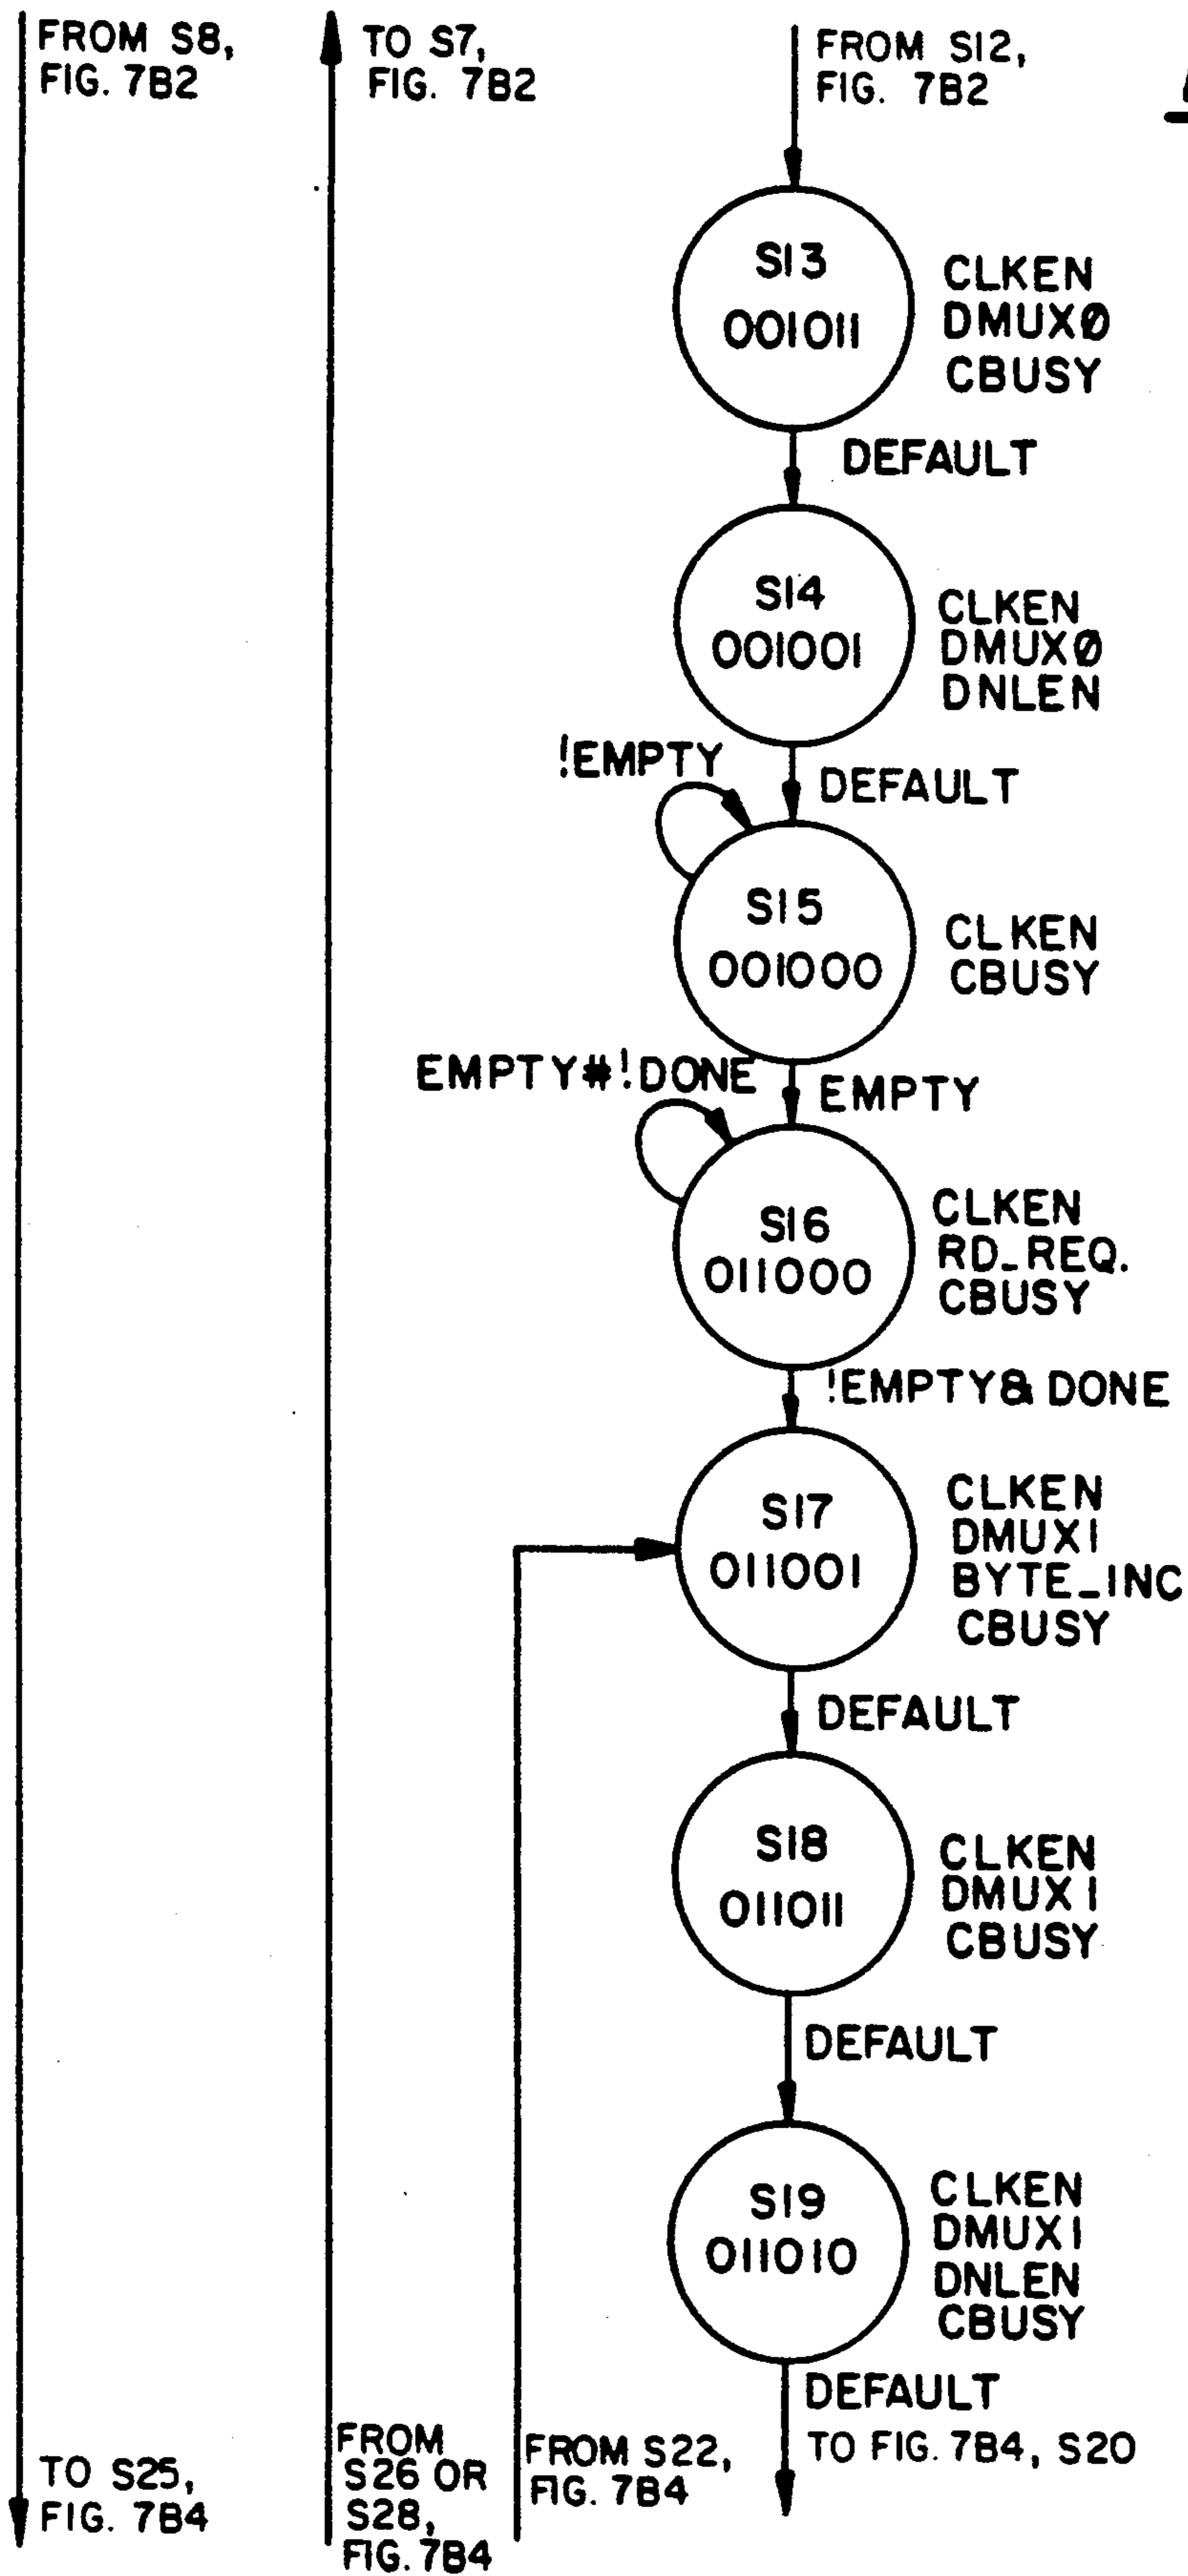 FROM S8,
FIG. 7B2
TO S7,
FIG. 7B2
FROM S12,
FIG. 7B2
S13
001011
CLKEN
DMUXØ
CBUSY
DEFAULT
S14
001001
CLKEN
DMUXØ
DNLEN
!EMPTY
DEFAULT
S15
001000
CLKEN
CBUSY
EMPTY#!DONE
EMPTY
S16
011000
CLKEN
RD_REQ.
CBUSY
!EMPTY& DONE
S17
011001
CLKEN
DMUX1
BYTE_INC
CBUSY
DEFAULT
S18
011011
CLKEN
DMUX1
CBUSY
DEFAULT
S19
011010
CLKEN
DMUX1
DNLEN
CBUSY
DEFAULT
TO FIG. 7B4, S20
TO S25,
FIG. 7B4
FROM
S26 OR
S28,
FIG. 7B4
FROM S22,
FIG. 7B4